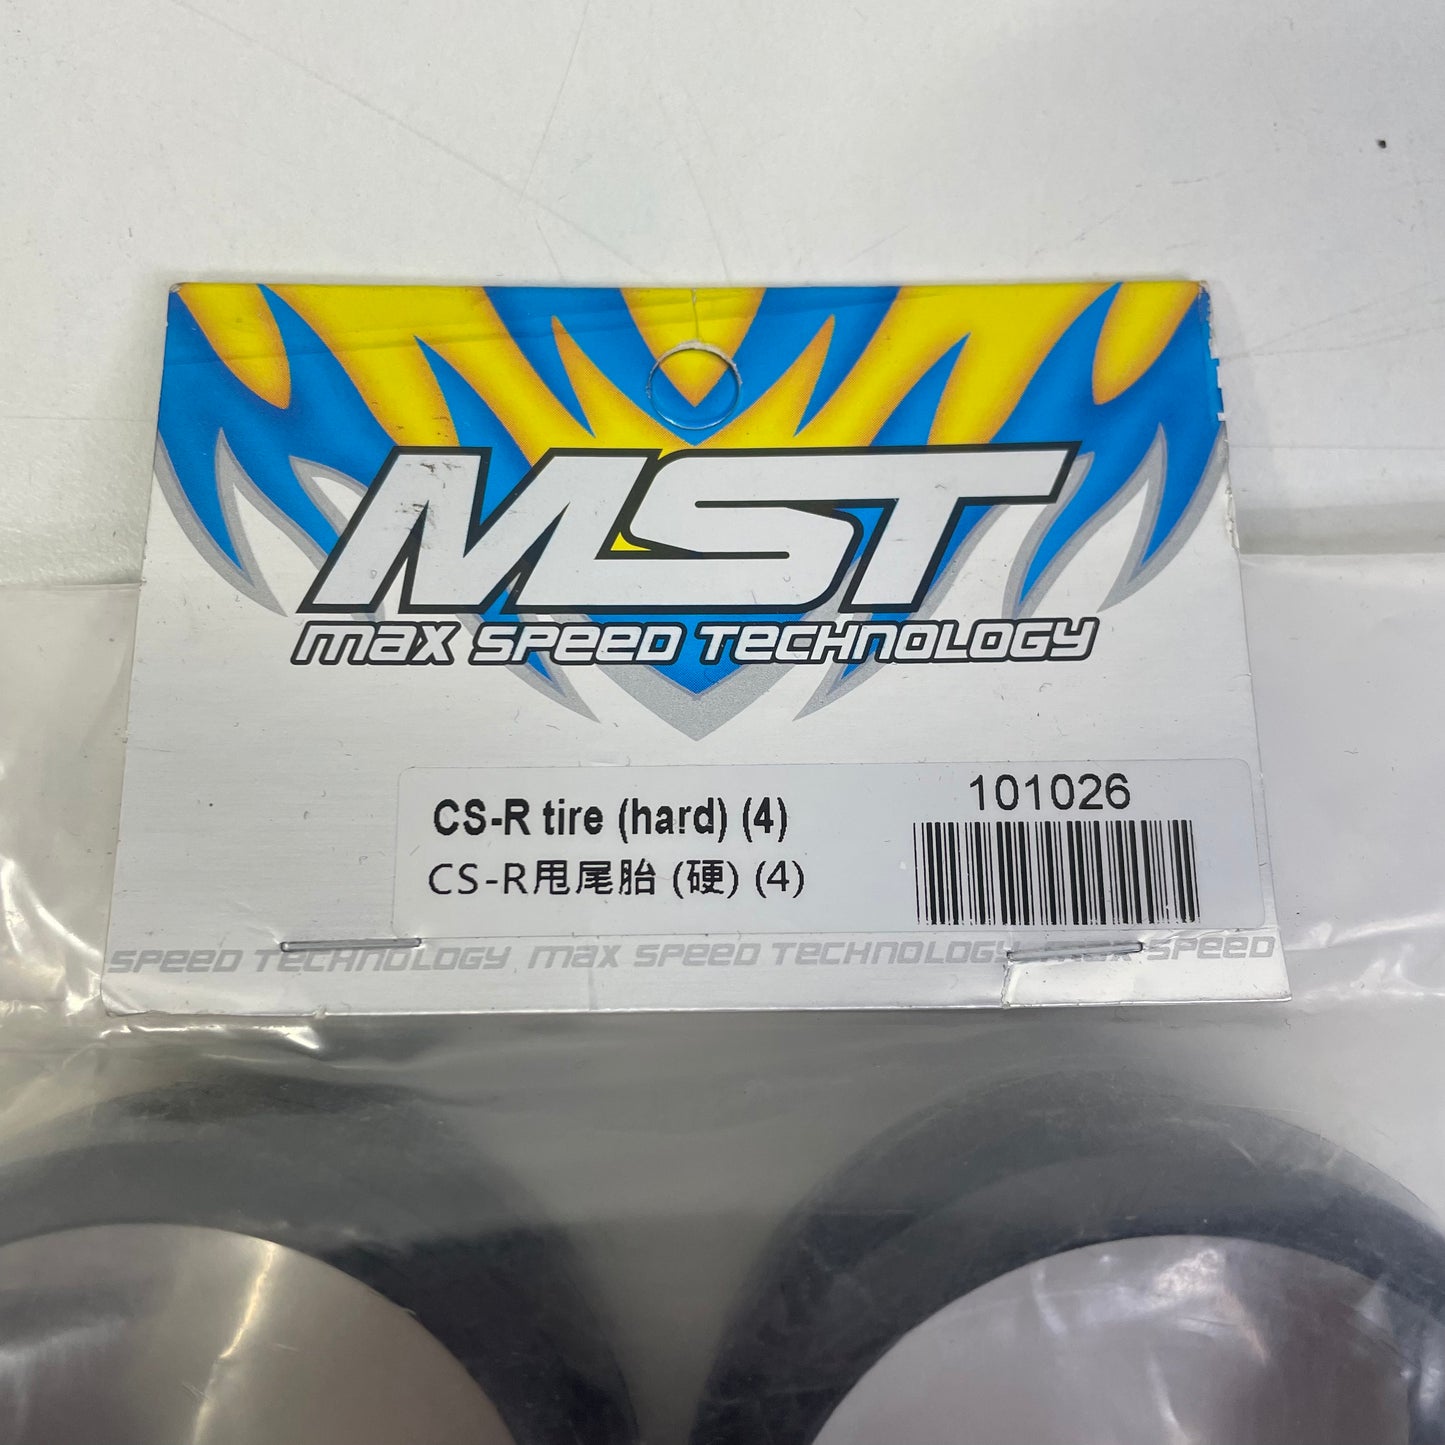 MST
MAX SPEED TECHNOLOGY
CS-R tire (hard) (4)
CS-R甩尾胎 (硬) (4)
101026
SPEED TECHNOLOGY MAX SPEED TECHNOLOGY MAX SPEED